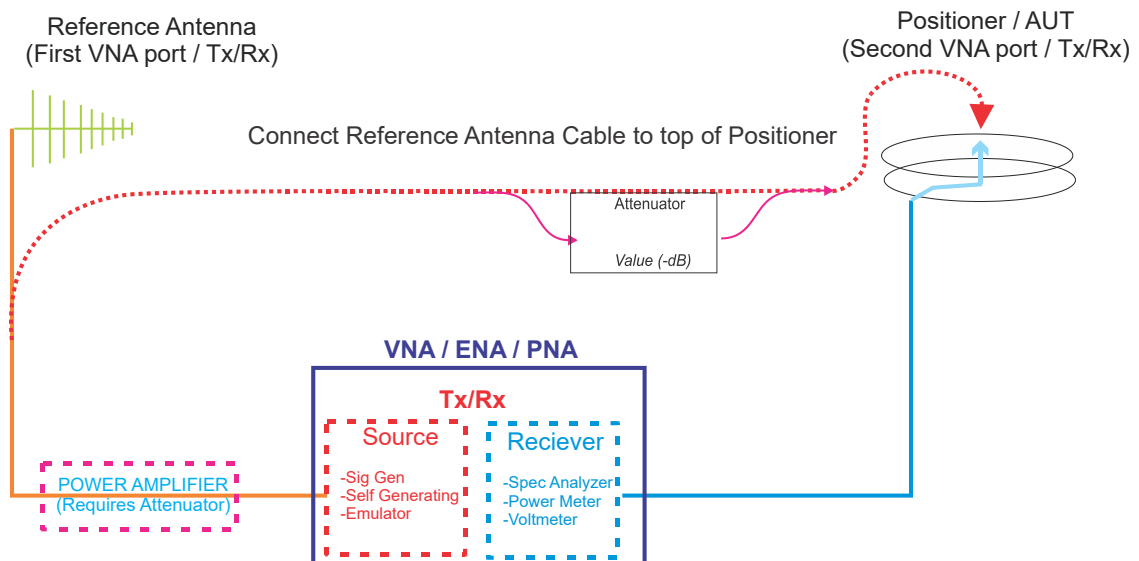 Reference Antenna
(First VNA port / Tx/Rx)
Positioner / AUT
(Second VNA port / Tx/Rx)
Connect Reference Antenna Cable to top of Positioner
Attenuator
Value (-dB)
VNA / ENA / PNA
Tx/Rx
Source
-Sig Gen
-Self Generating
-Emulator
Reciever
-Spec Analyzer
-Power Meter
-Voltmeter
POWER AMPLIFIER
(Requires Attenuator)